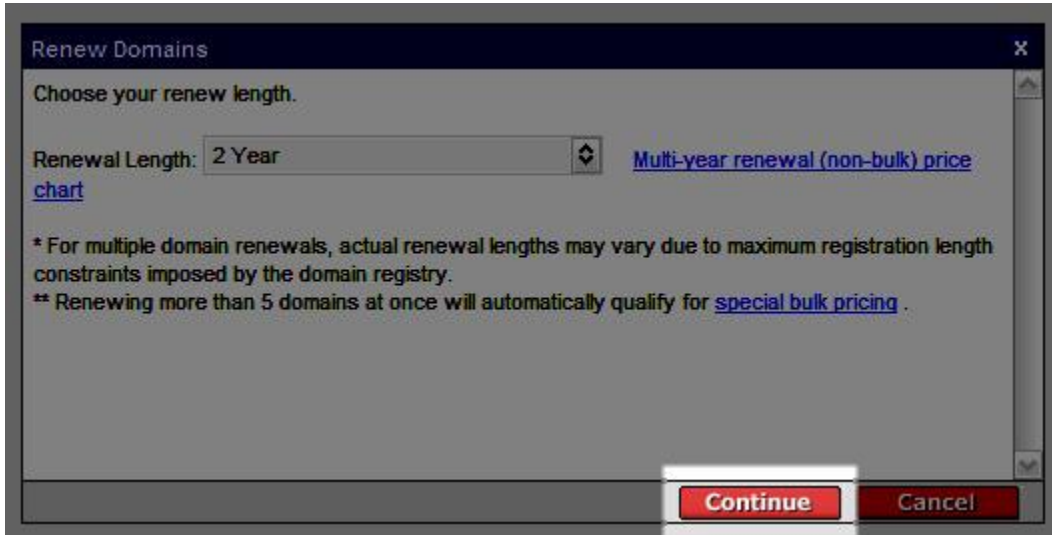 Renew Domains x
Choose your renew length.
Renewal Length: 2 Year Multi-year renewal (non-bulk) price
chart
* For multiple domain renewals, actual renewal lengths may vary due to maximum registration length
constraints imposed by the domain registry.
** Renewing more than 5 domains at once will automatically qualify for special bulk pricing .
Continue Cancel